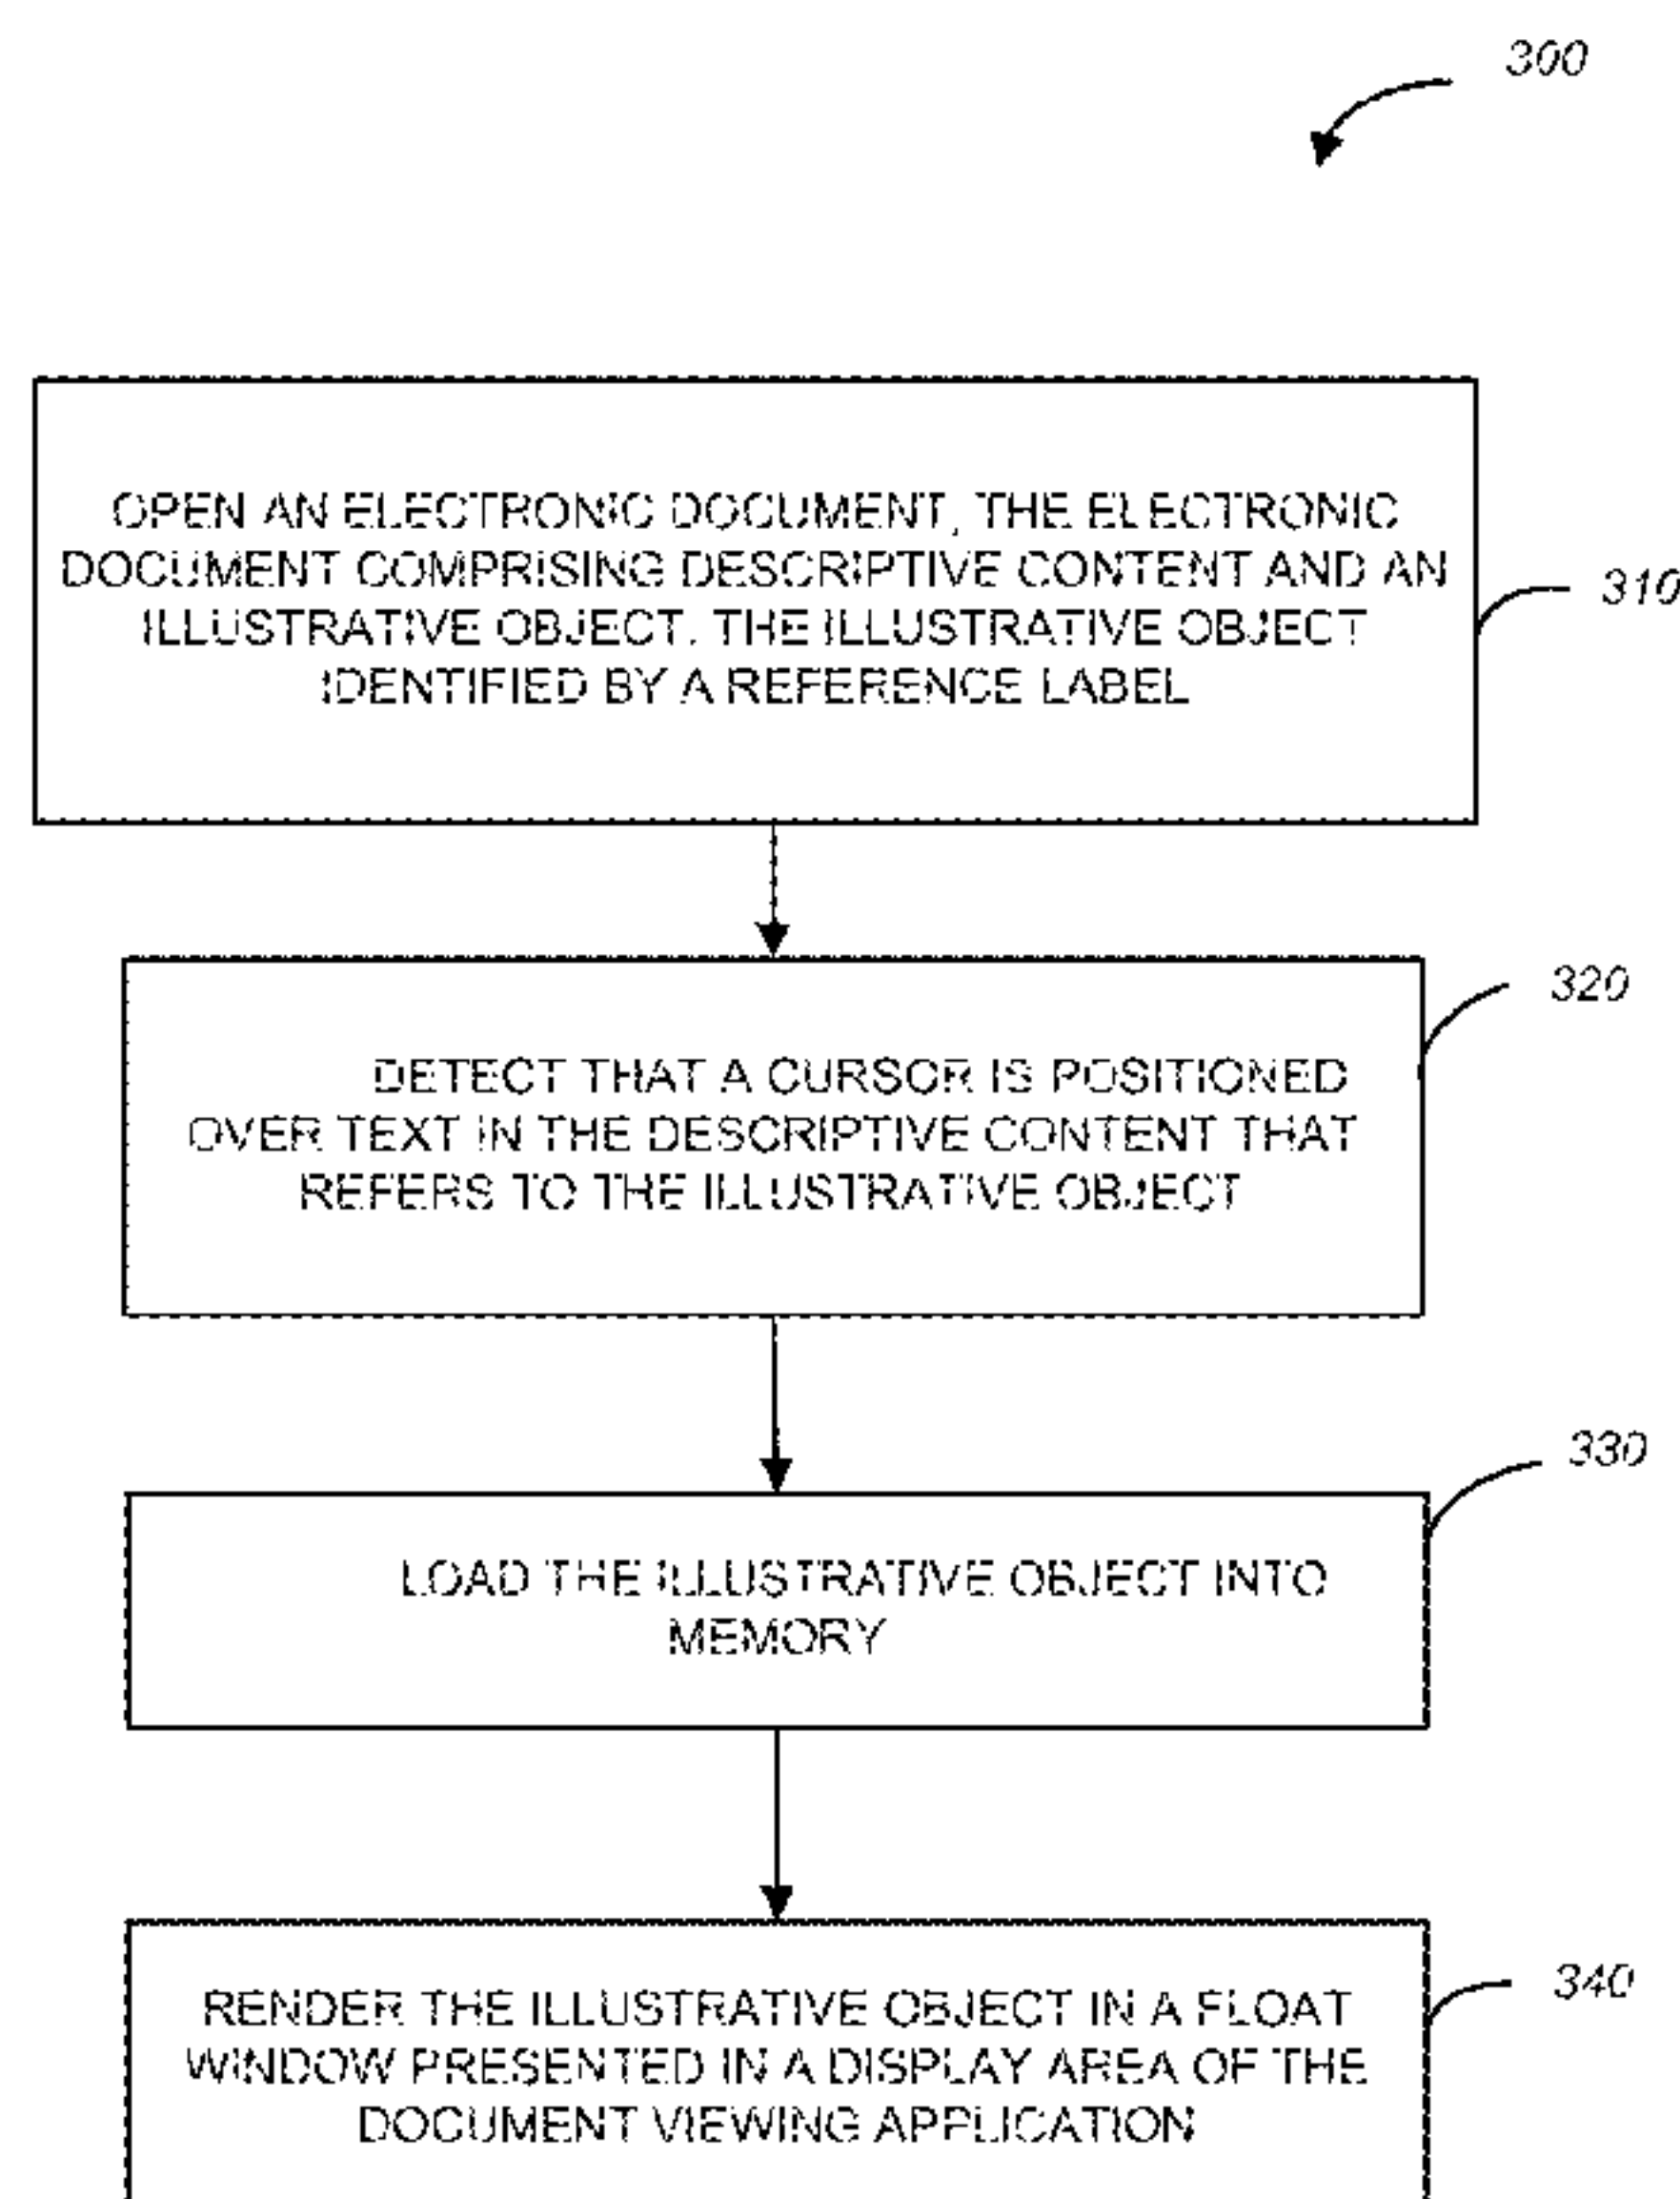 300
OPEN AN ELECTRONIC DOCUMENT, THE ELECTRONIC
DOCUMENT COMPRISING DESCRIPTIVE CONTENT AND AN
ILLUSTRATIVE OBJECT, THE ILLUSTRATIVE OBJECT
IDENTIFIED BY A REFERENCE LABEL
310
320
DETECT THAT A CURSOR IS POSITIONED
OVER TEXT IN THE DESCRIPTIVE CONTENT THAT
REFERS TO THE ILLUSTRATIVE OBJECT
330
LOAD THE ILLUSTRATIVE OBJECT INTO
MEMORY
340
RENDER THE ILLUSTRATIVE OBJECT IN A FLOAT
WINDOW PRESENTED IN A DISPLAY AREA OF THE
DOCUMENT VIEWING APPLICATION